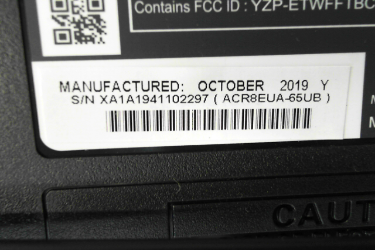 Contains FCC ID : YZP-ETWFFTBC
MANUFACTURED: OCTOBER 2019 Y
S/N XA1A1941102297 ( ACR8EUA-65UB )
M
M
CAUT